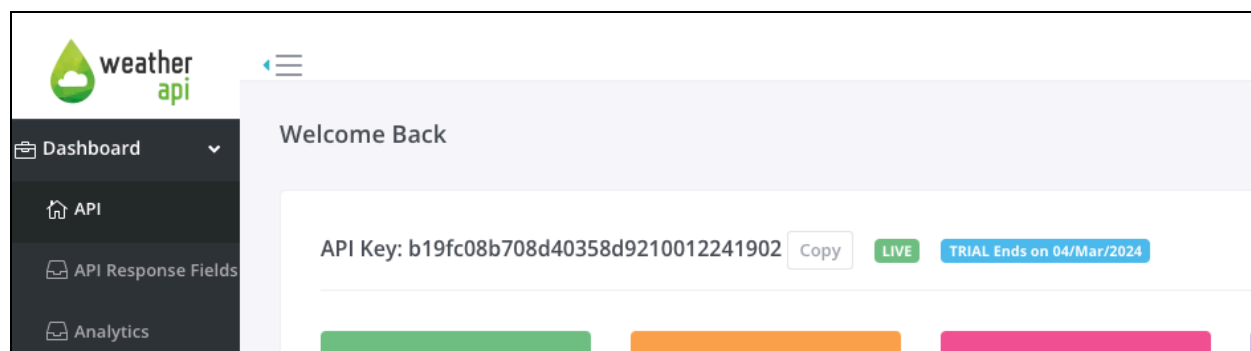 weather
api
Dashboard
API
API Response Fields
Analytics
Welcome Back
API Key: b19fc08b708d40358d9210012241902 Copy LIVE TRIAL Ends on 04/Mar/2024